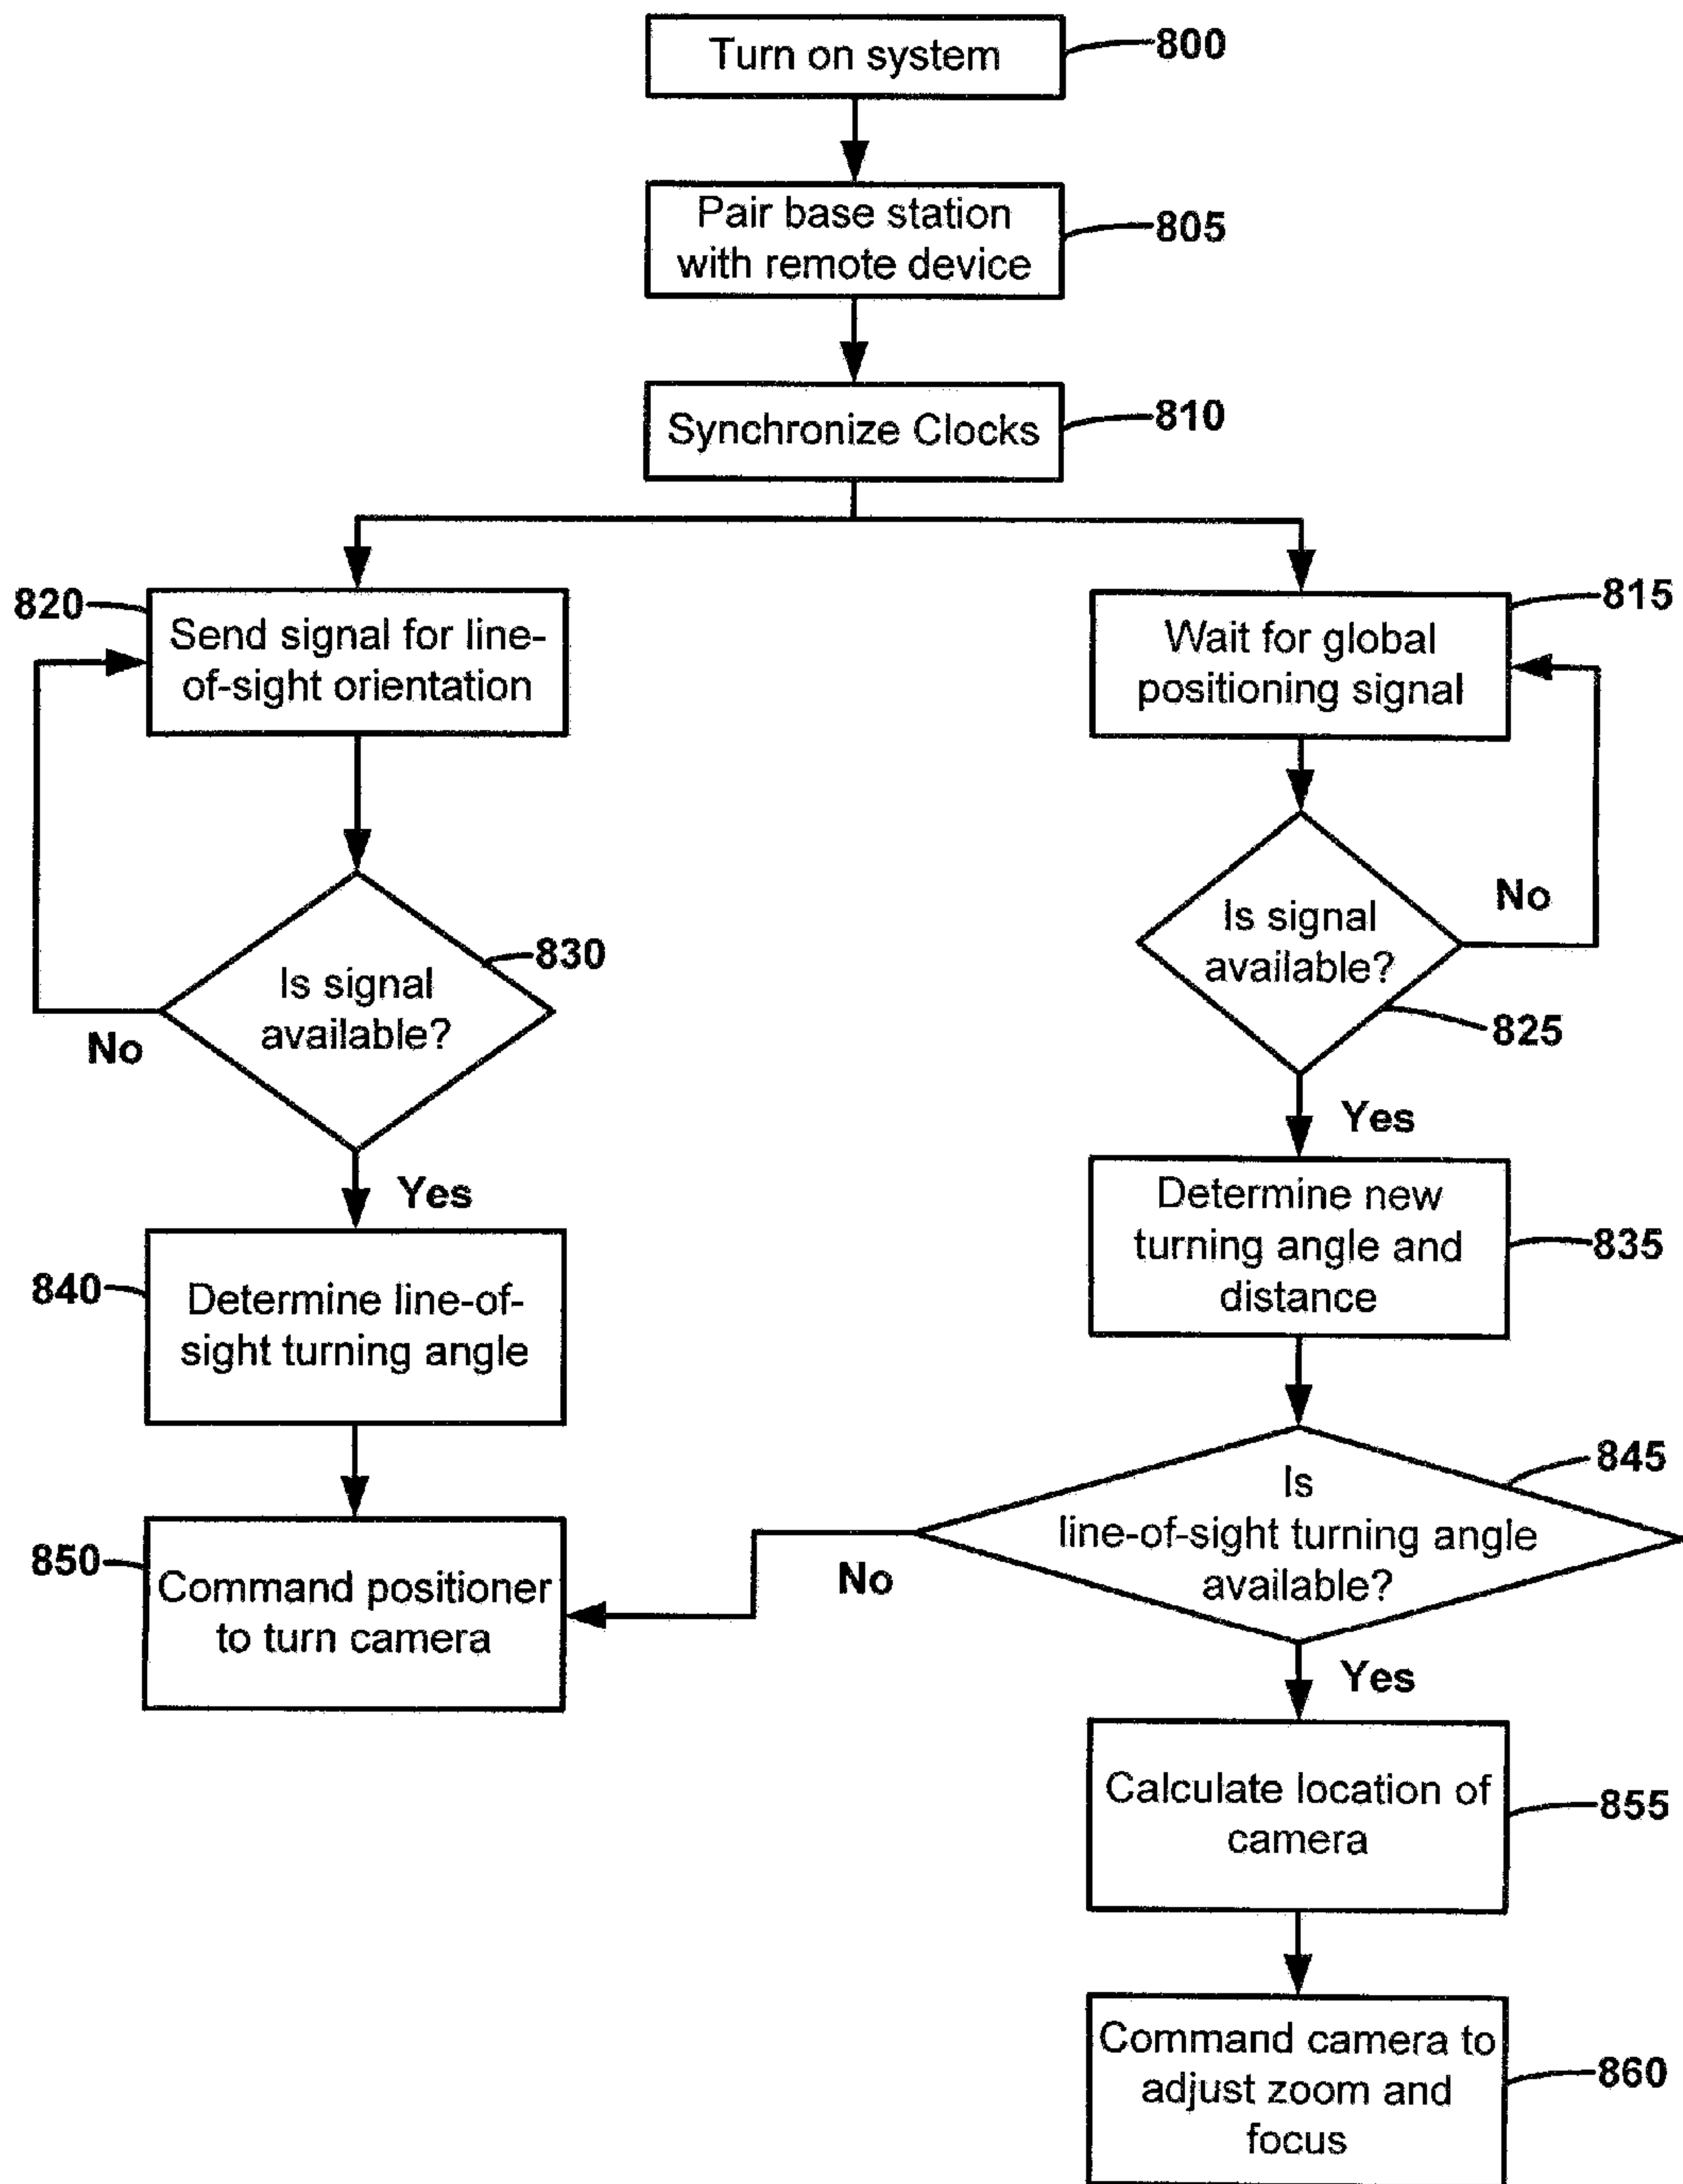 Turn on system
800
Pair base station
with remote device
805
Synchronize Clocks
810
820
Send signal for line-
of-sight orientation
815
Wait for global
positioning signal
Is signal
available?
830
No
Yes
Is signal
available?
No
825
Yes
840
Determine line-of-
sight turning angle
Determine new
turning angle and
distance
835
850
Command positioner
to turn camera
Is
line-of-sight turning angle
available?
845
No
Yes
Calculate location of
camera
855
Command camera to
adjust zoom and
focus
860